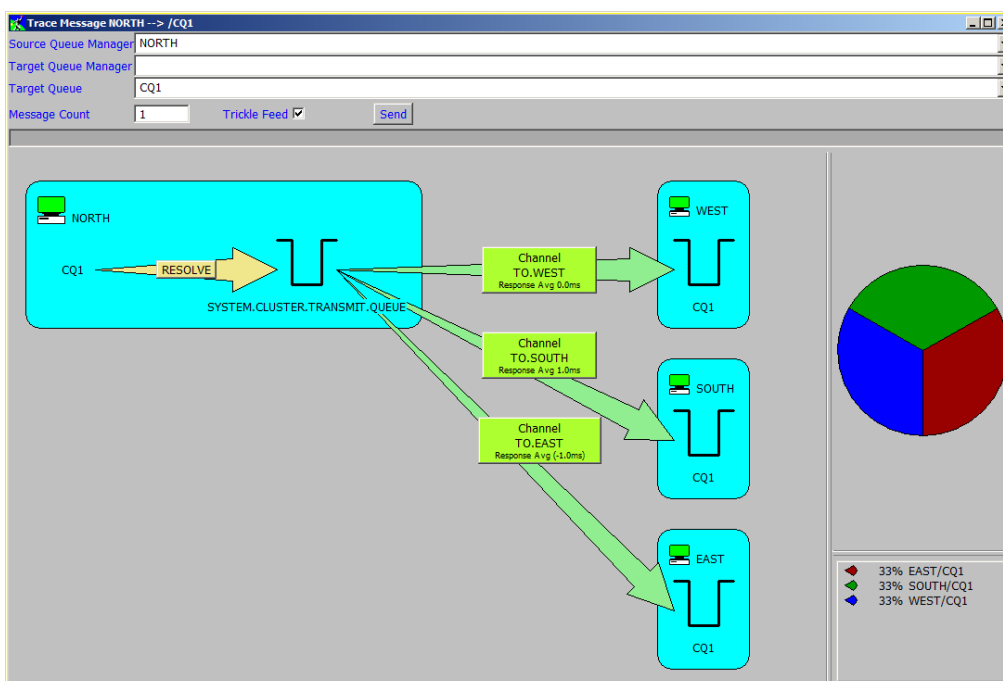 Trace Message NORTH --> /CQ1
Source Queue Manager NORTH
Target Queue Manager
Target Queue CQ1
Message Count 1 Trickle Feed Send
NORTH
CQ1
RESOLVE
SYSTEM.CLUSTER.TRANSMIT.QUEUE
Channel
TO.WEST
Response Avg 0.0ms
WEST
CQ1
Channel
TO.SOUTH
Response Avg 1.0ms
SOUTH
CQ1
Channel
TO.EAST
Response Avg (-1.0ms)
EAST
CQ1
33% EAST/CQ1
33% SOUTH/CQ1
33% WEST/CQ1